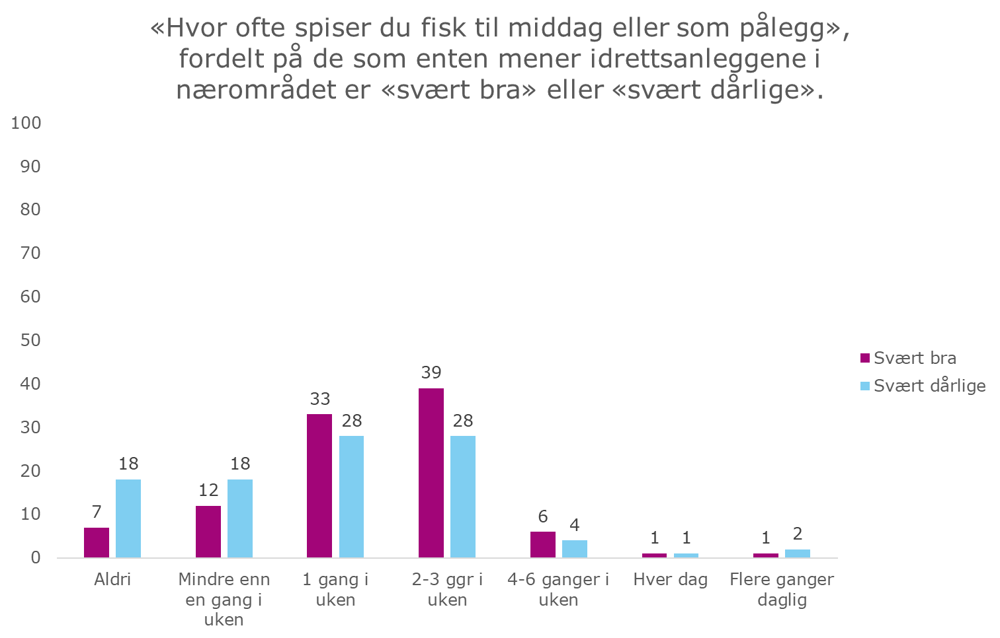 «Hvor ofte spiser du fisk til middag eller som pålegg»,
fordelt på de som enten mener idrettsanleggene i
nærområdet er «svært bra» eller «svært dårlige».
100
90
80
70
60
50
40
30
20
10
0
7
18
12
18
33
28
39
28
6
4
1
1
1
2
Aldri
Mindre enn
en gang i
uken
1 gang i
uken
2-3 ggr i
uken
4-6 ganger i
uken
Hver dag
Flere ganger
daglig
Svært bra
Svært dårlige